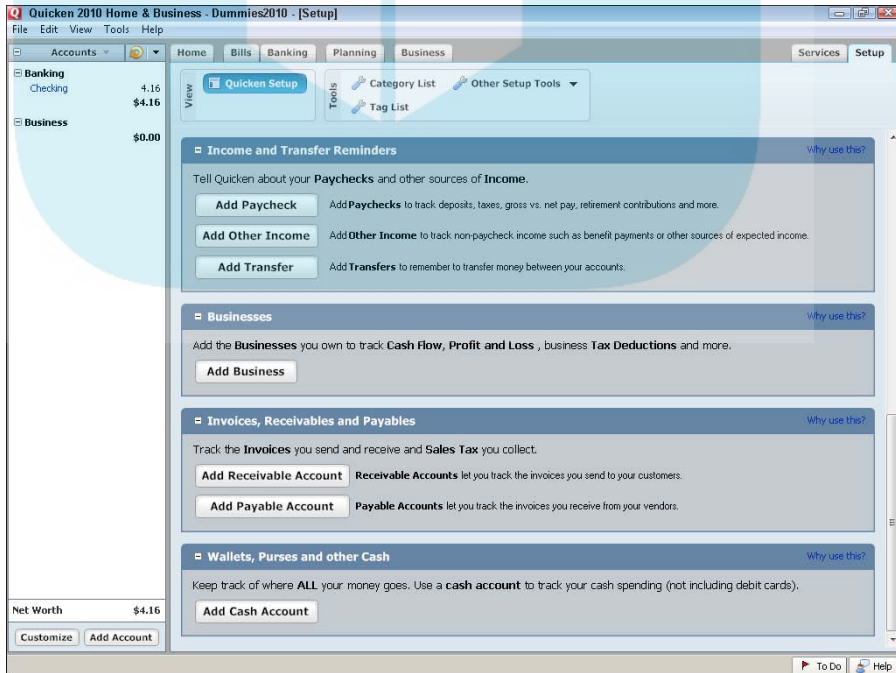 Quicken 2010 Home & Business - Dummies2010 - [Setup]
File Edit View Tools Help
Accounts
Home Bills Banking Planning Business Services Setup
Banking
Checking 4.16
$4.16
Business
$0.00
View
Quicken Setup
Tools
Category List Other Setup Tools
Tag List
Income and Transfer Reminders Why use this?
Tell Quicken about your Paychecks and other sources of Income.
Add Paycheck Add Paychecks to track deposits, taxes, gross vs. net pay, retirement contributions and more.
Add Other Income Add Other Income to track non-paycheck income such as benefit payments or other sources of expected income.
Add Transfer Add Transfers to remember to transfer money between your accounts.
Businesses Why use this?
Add the Businesses you own to track Cash Flow, Profit and Loss , business Tax Deductions and more.
Add Business
Invoices, Receivables and Payables Why use this?
Track the Invoices you send and receive and Sales Tax you collect.
Add Receivable Account Receivable Accounts let you track the invoices you send to your customers.
Add Payable Account Payable Accounts let you track the invoices you receive from your vendors.
Wallets, Purses and other Cash Why use this?
Keep track of where ALL your money goes. Use a cash account to track your cash spending (not including debit cards).
Add Cash Account
Net Worth $4.16
Customize Add Account
To Do Help